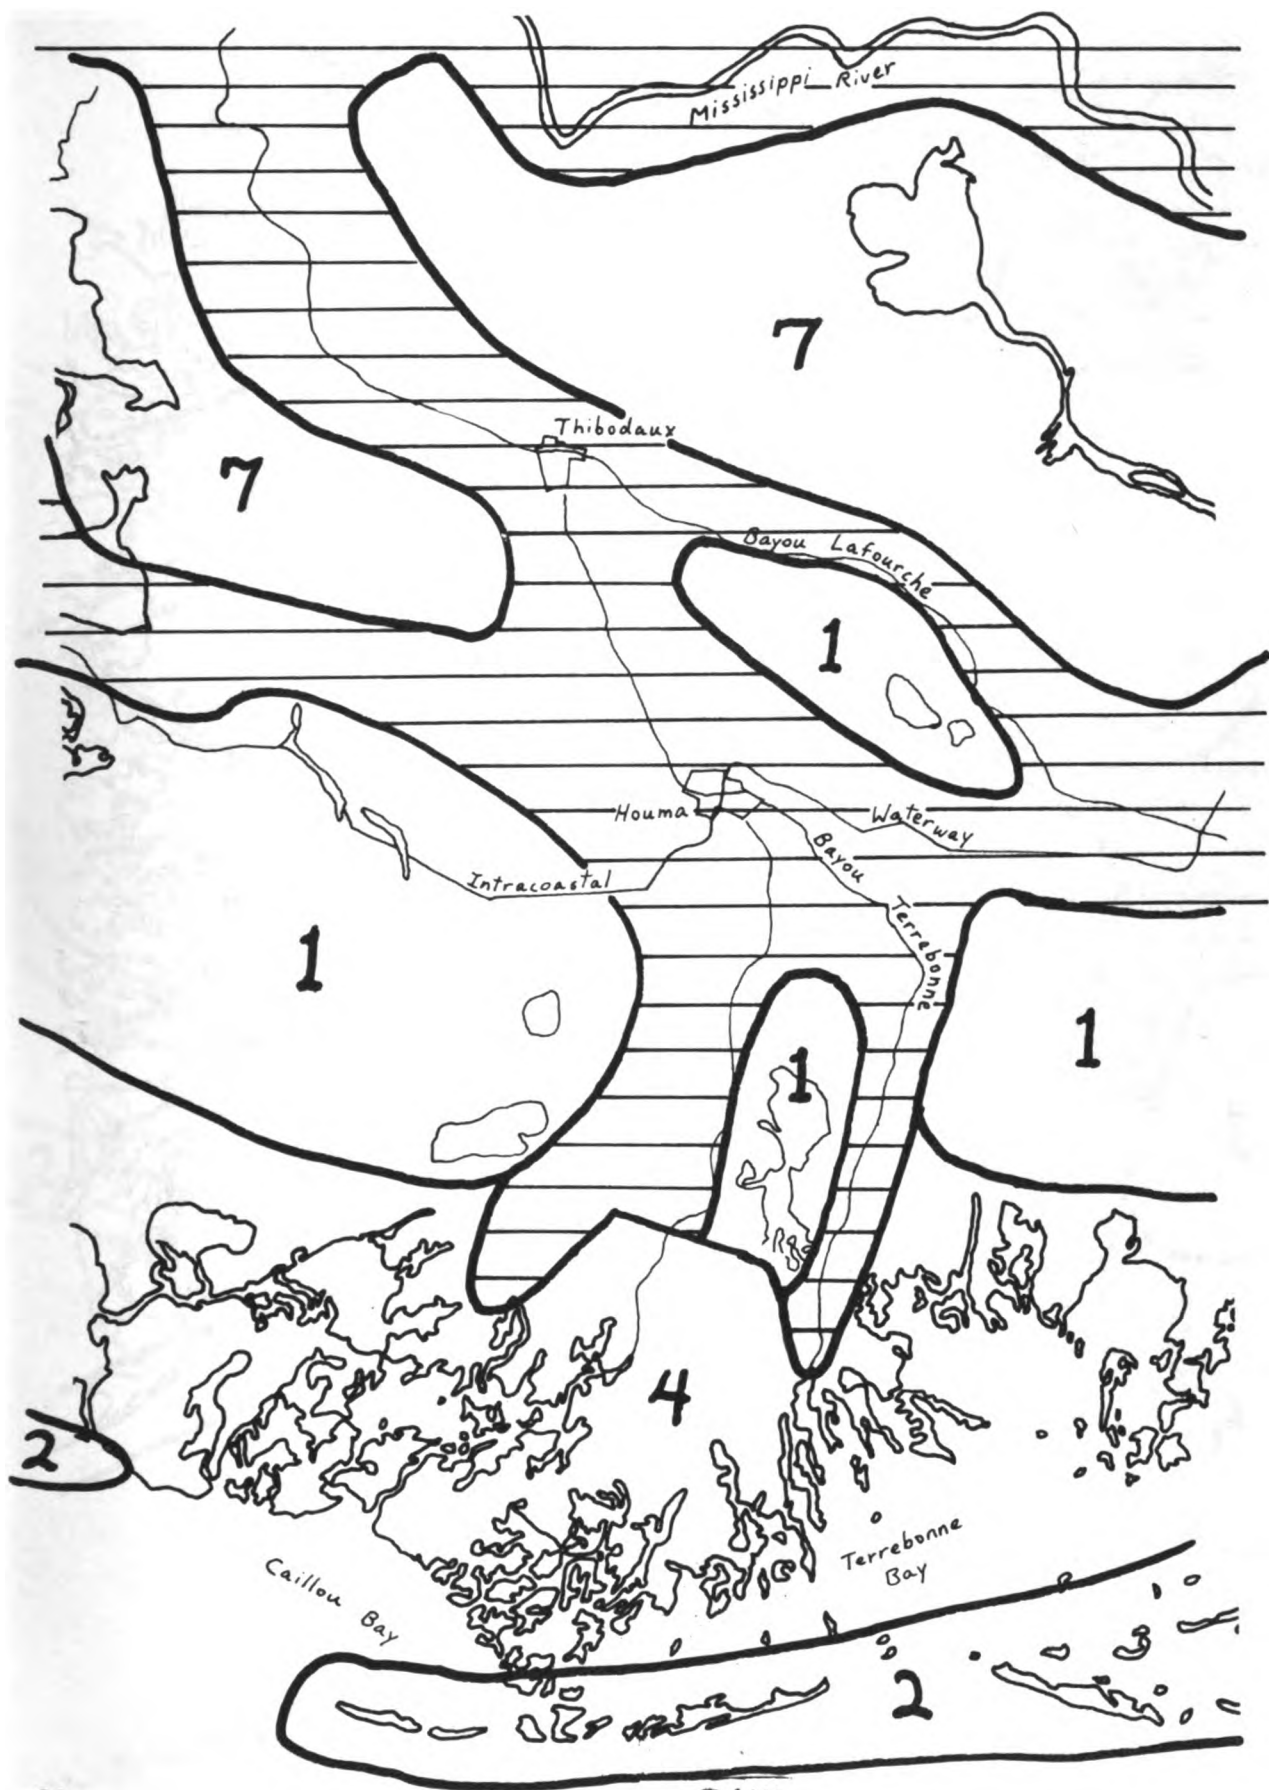 Mississippi River
7
Thibodaux
7
Bayou Lafourche
1
Houma
Waterway
Bayou Terrebonne
Intracoastal
1
1
1
4
2
Terrebonne
Bay
Caillou Bay
2